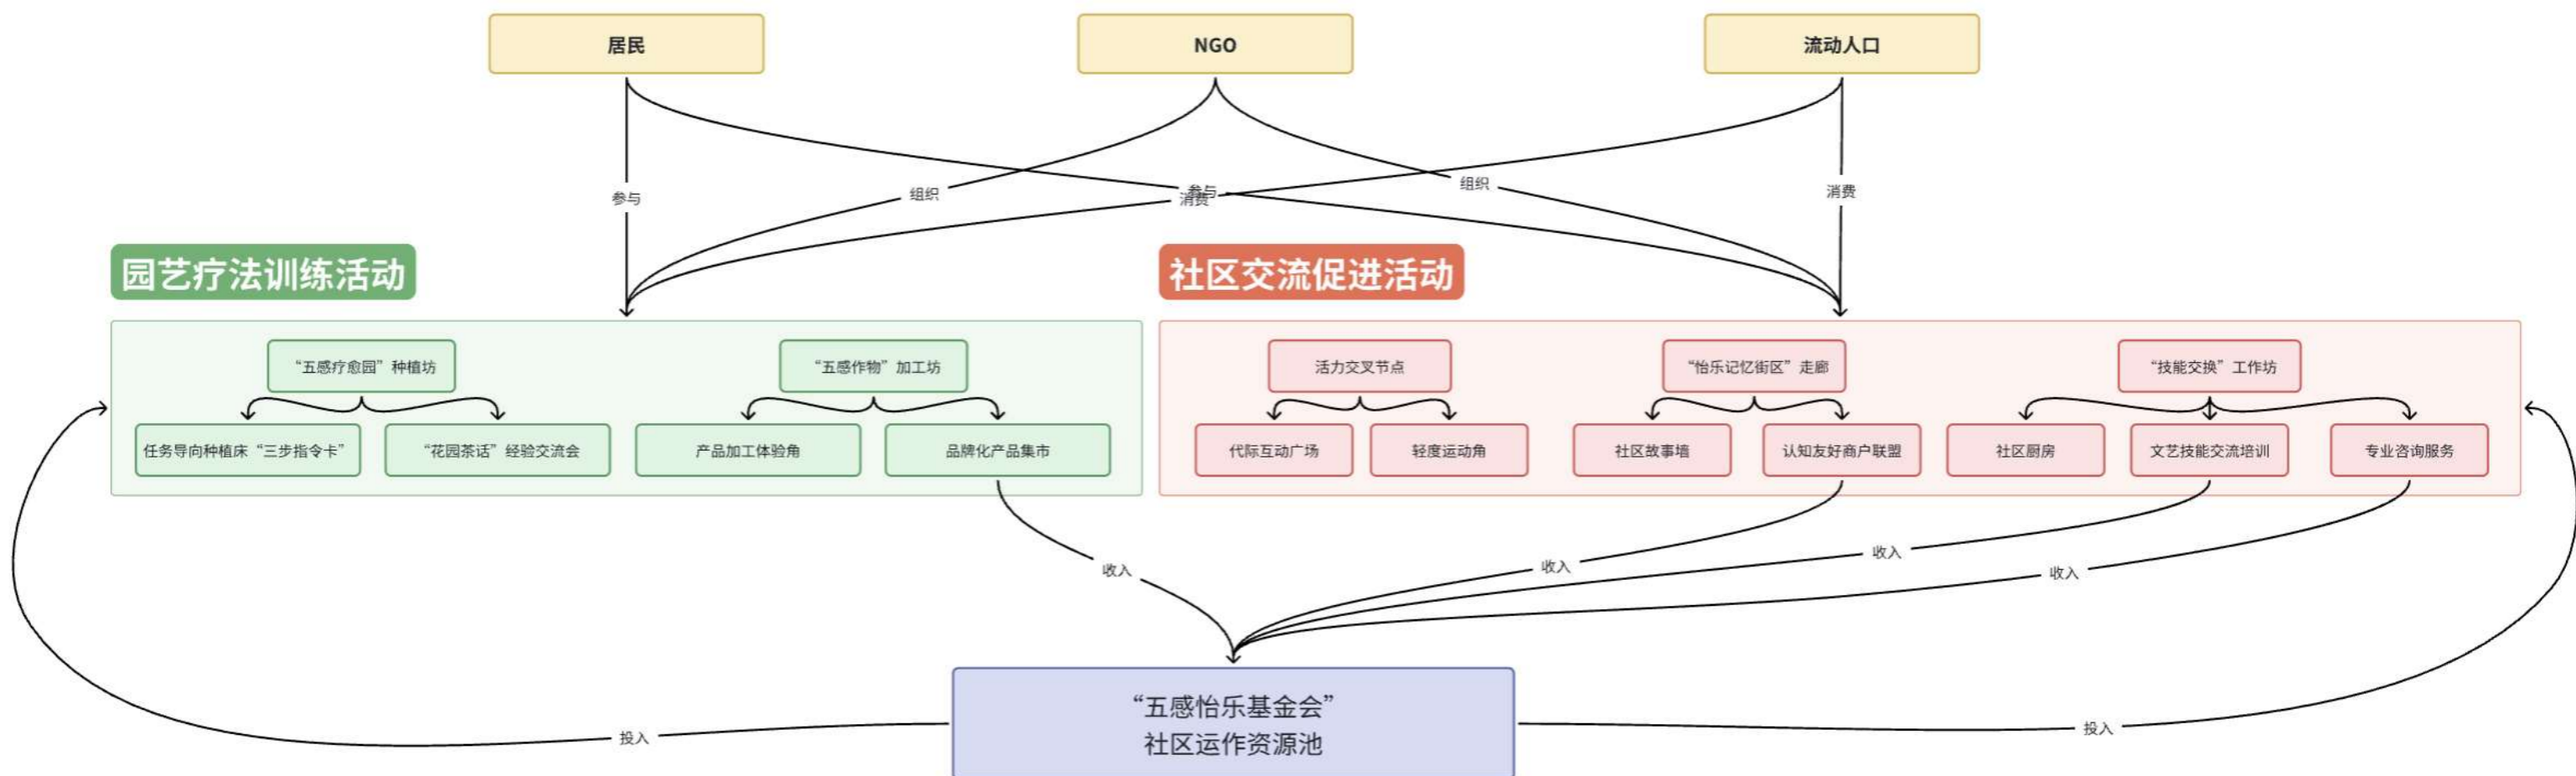 居民
NGO
流动人口
参与
组织
参与
消费
组织
消费
园艺疗法训练活动
社区交流促进活动
“五感疗愈园”种植坊
“五感作物”加工坊
活力交叉节点
“怡乐记忆街区”走廊
“技能交换”工作坊
任务导向种植床“三步指令卡”
“花园茶话”经验交流会
产品加工体验角
品牌化产品集市
代际互动广场
轻度运动角
社区故事墙
认知友好商户联盟
社区厨房
文艺技能交流培训
专业咨询服务
收入
收入
收入
收入
“五感怡乐基金会”
社区运作资源池
投入
投入